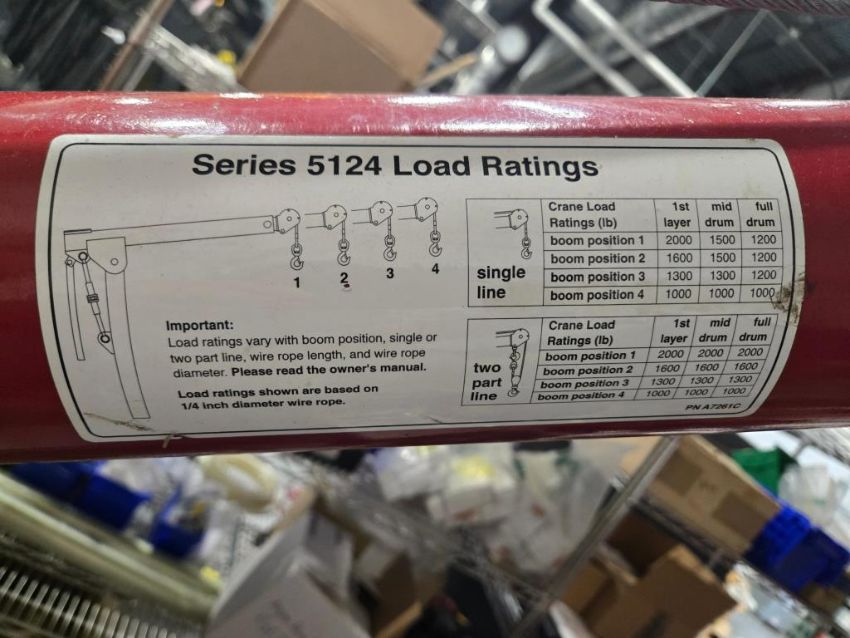 Series 5124 Load Ratings
1 2 3 4
Important:
Load ratings vary with boom position, single or
two part line, wire rope length, and wire rope
diameter. Please read the owner's manual.
Load ratings shown are based on
1/4 inch diameter wire rope.
single
line
Crane Load Ratings (lb) 1st layer mid drum full drum
boom position 1 2000 1500 1200
boom position 2 1600 1500 1200
boom position 3 1300 1300 1200
boom position 4 1000 1000 1000
two
part
line
Crane Load Ratings (lb) 1st layer mid drum full drum
boom position 1 2000 2000 2000
boom position 2 1600 1600 1600
boom position 3 1300 1300 1300
boom position 4 1000 1000 1000
PN A7261C